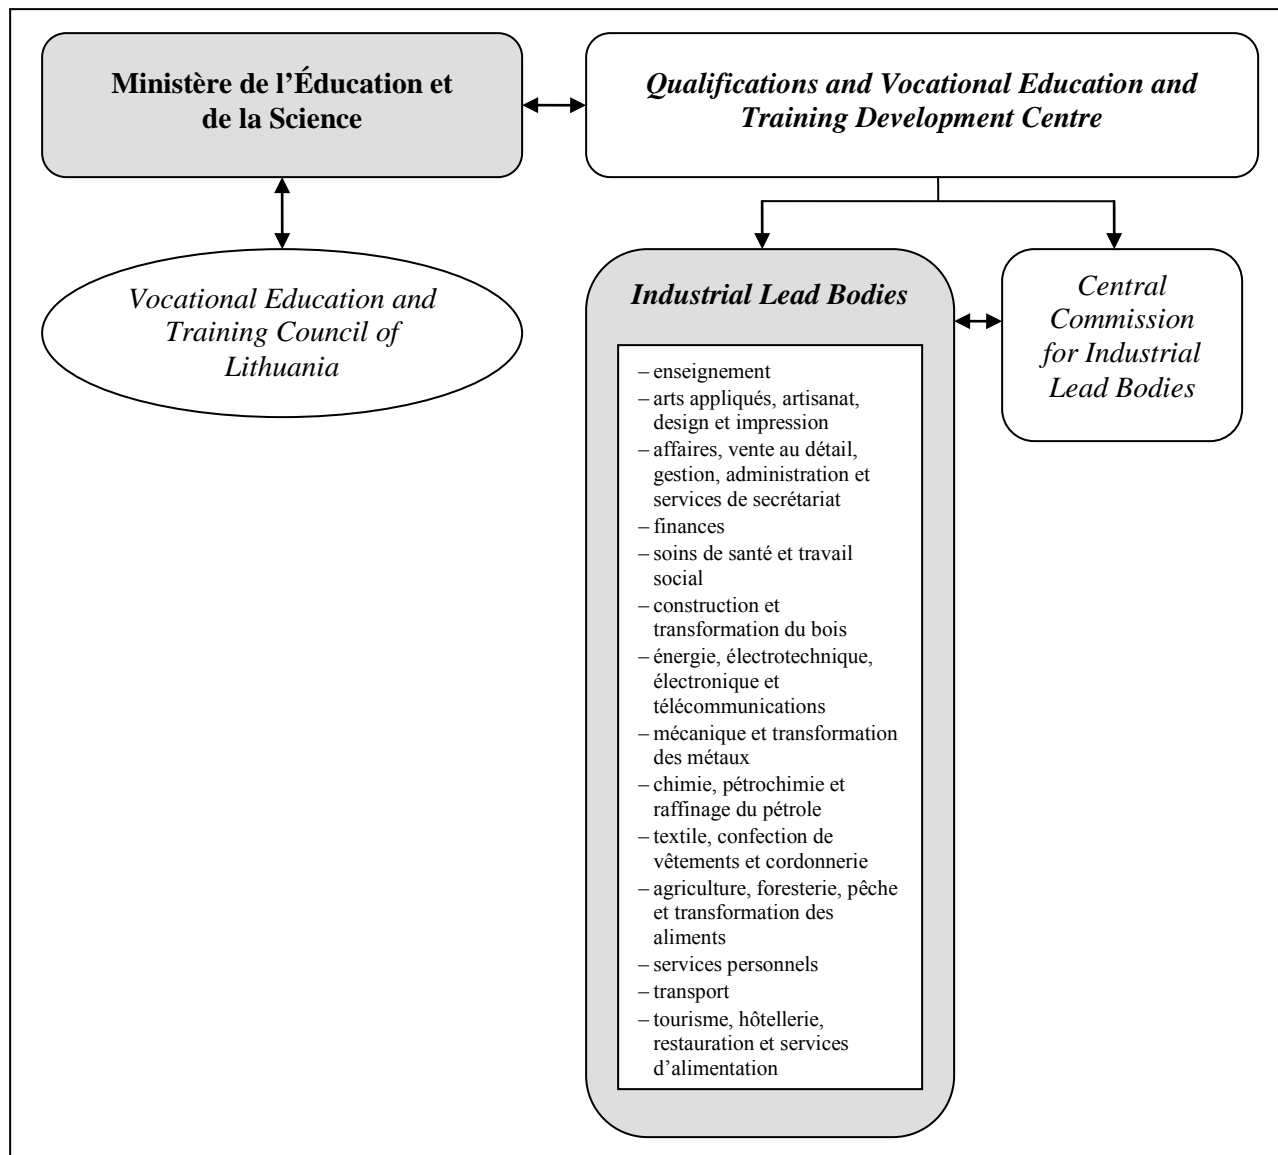 Ministère de l’Éducation et
de la Science
Qualifications and Vocational Education and
Training Development Centre
Vocational Education and
Training Council of
Lithuania
Industrial Lead Bodies
– enseignement
– arts appliqués, artisanat,
design et impression
– affaires, vente au détail,
gestion, administration et
services de secrétariat
– finances
– soins de santé et travail
social
– construction et
transformation du bois
– énergie, électrotechnique,
électronique et
télécommunications
– mécanique et transformation
des métaux
– chimie, pétrochimie et
raffinage du pétrole
– textile, confection de
vêtements et cordonnerie
– agriculture, foresterie, pêche
et transformation des
aliments
– services personnels
– transport
– tourisme, hôtellerie,
restauration et services
d’alimentation
Central
Commission
for Industrial
Lead Bodies